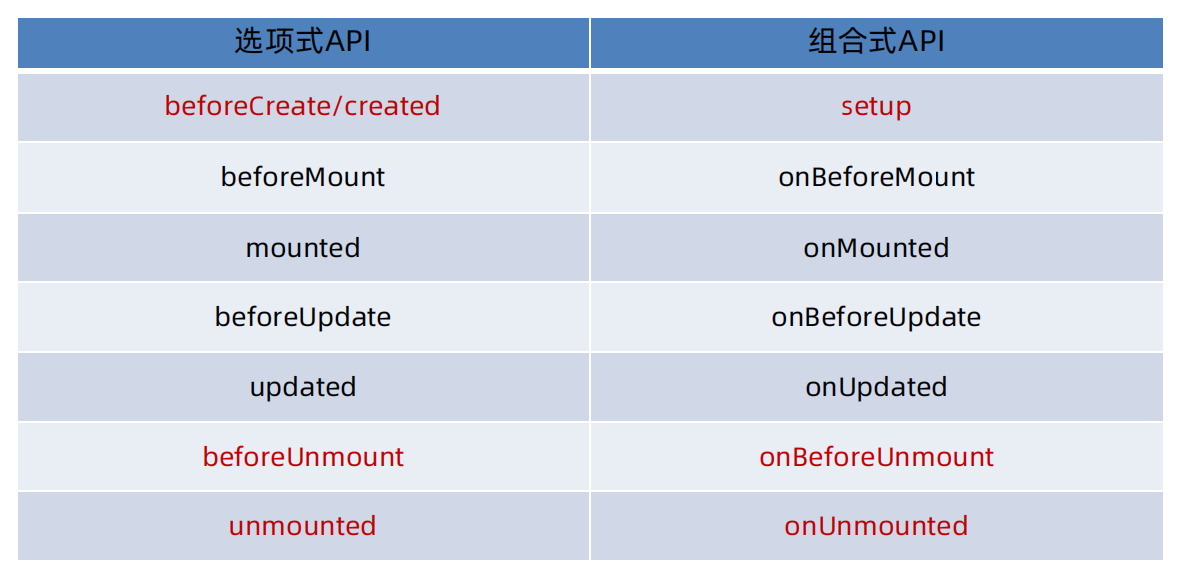 选项式API 组合式API
beforeCreate/created setup
beforeMount onBeforeMount
mounted onMounted
beforeUpdate onBeforeUpdate
updated onUpdated
beforeUnmount onBeforeUnmount
unmounted onUnmounted